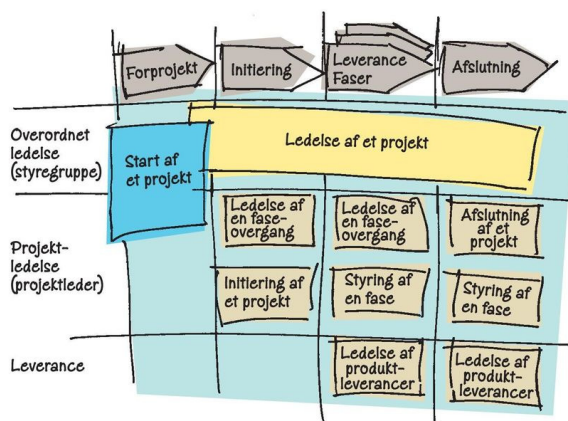 Forprojekt
Initiering
Leverance
Faser
Afslutning
Overordnet
ledelse
(styregruppe)
Start af
et projekt
Ledelse af et projekt
Projekt-
ledelse
(projektleder)
Ledelse af
en fase-
overgang
Ledelse af
en fase-
overgang
Afslutning
af et
projekt
Initiering af
et projekt
Styring af
en fase
Styring af
en fase
Leverance
Ledelse af
produkt-
leverancer
Ledelse af
produkt-
leverancer